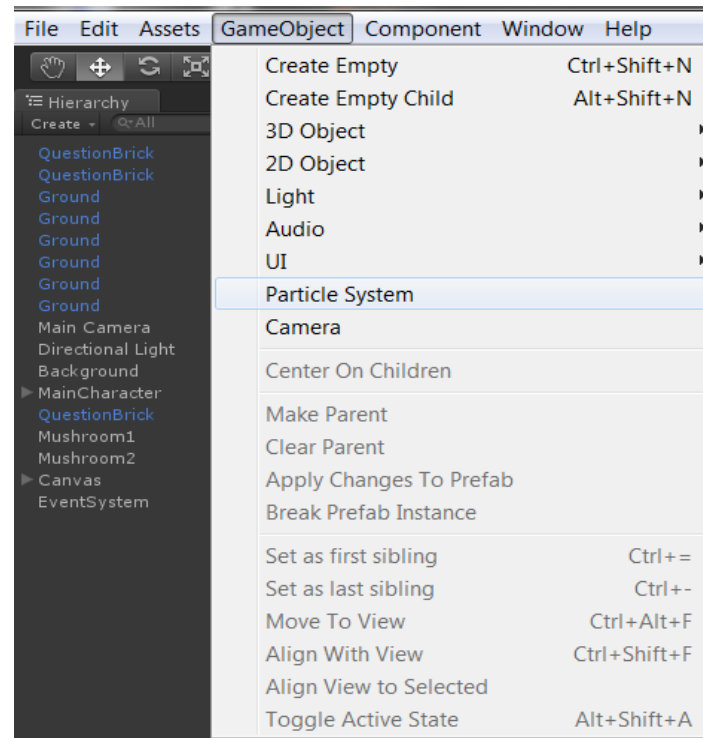 File Edit Assets GameObject Component Window Help
Hierarchy
Create All
QuestionBrick
QuestionBrick
Ground
Ground
Ground
Ground
Ground
Ground
Main Camera
Directional Light
Background
MainCharacter
QuestionBrick
Mushroom1
Mushroom2
Canvas
EventSystem
Create Empty Ctrl+Shift+N
Create Empty Child Alt+Shift+N
3D Object
2D Object
Light
Audio
UI
Particle System
Camera
Center On Children
Make Parent
Clear Parent
Apply Changes To Prefab
Break Prefab Instance
Set as first sibling Ctrl+=
Set as last sibling Ctrl+-
Move To View Ctrl+Alt+F
Align With View Ctrl+Shift+F
Align View to Selected
Toggle Active State Alt+Shift+A